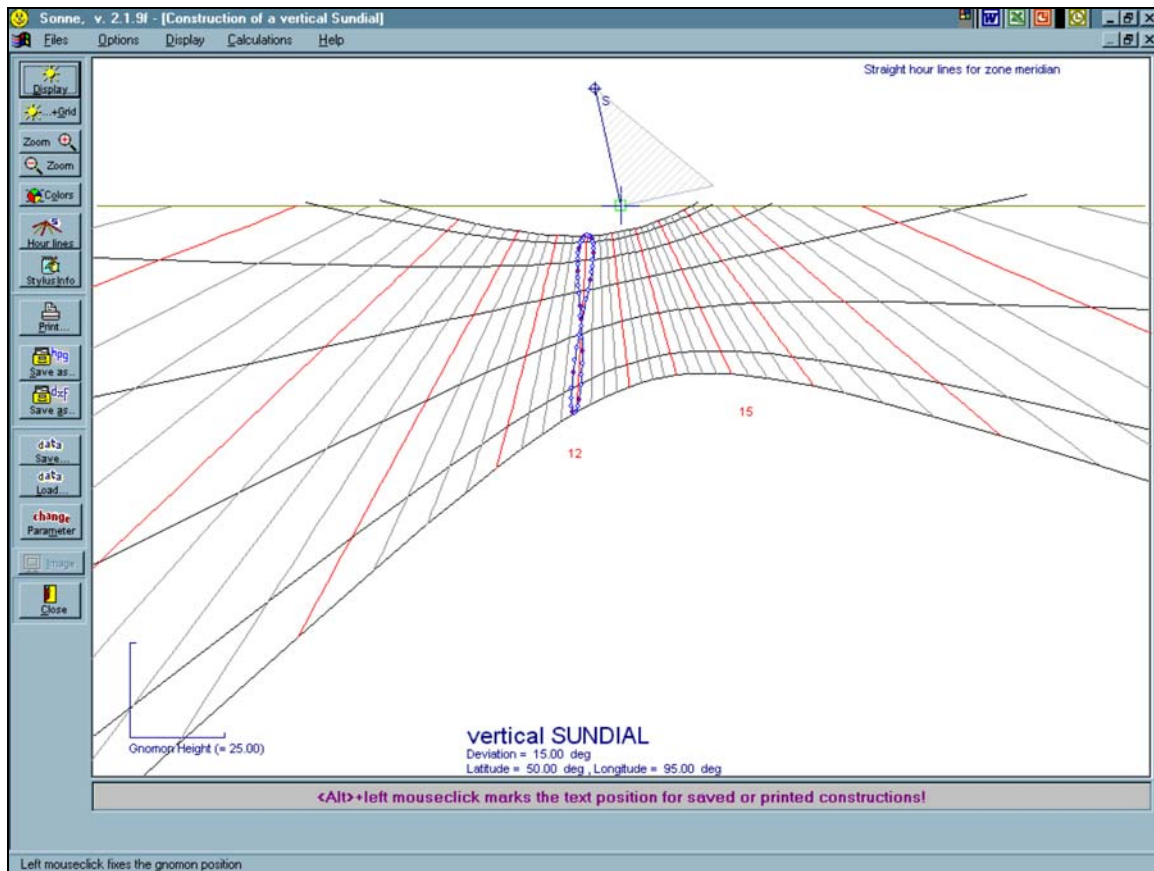 Sonne, v. 2.1.9f - [Construction of a vertical Sundial]
Files Options Display Calculations Help
Display
...+Grid
Zoom
Zoom
Colors
S
Hour lines
Stylus Info
Print...
hpg
Save as..
dxf
Save as..
data
Save...
data
Load...
change
Parameter
Image
Close
Straight hour lines for zone meridian
S
15
12
Gnomon Height (= 25.00)
vertical SUNDIAL
Deviation = 15.00 deg
Latitude = 50.00 deg , Longitude = 95.00 deg
<Alt>+left mouseclick marks the text position for saved or printed constructions!
Left mouseclick fixes the gnomon position